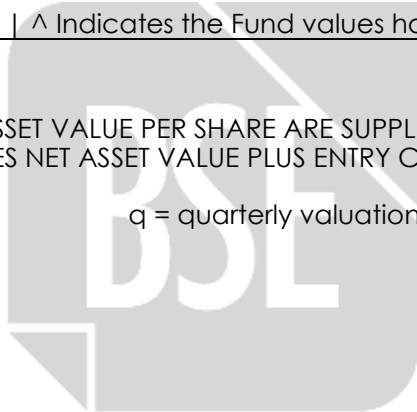 | ^ Indicates the Fund values ha
SSET VALUE PER SHARE ARE SUPPL
ES NET ASSET VALUE PLUS ENTRY C
q = quarterly valuation
BSE